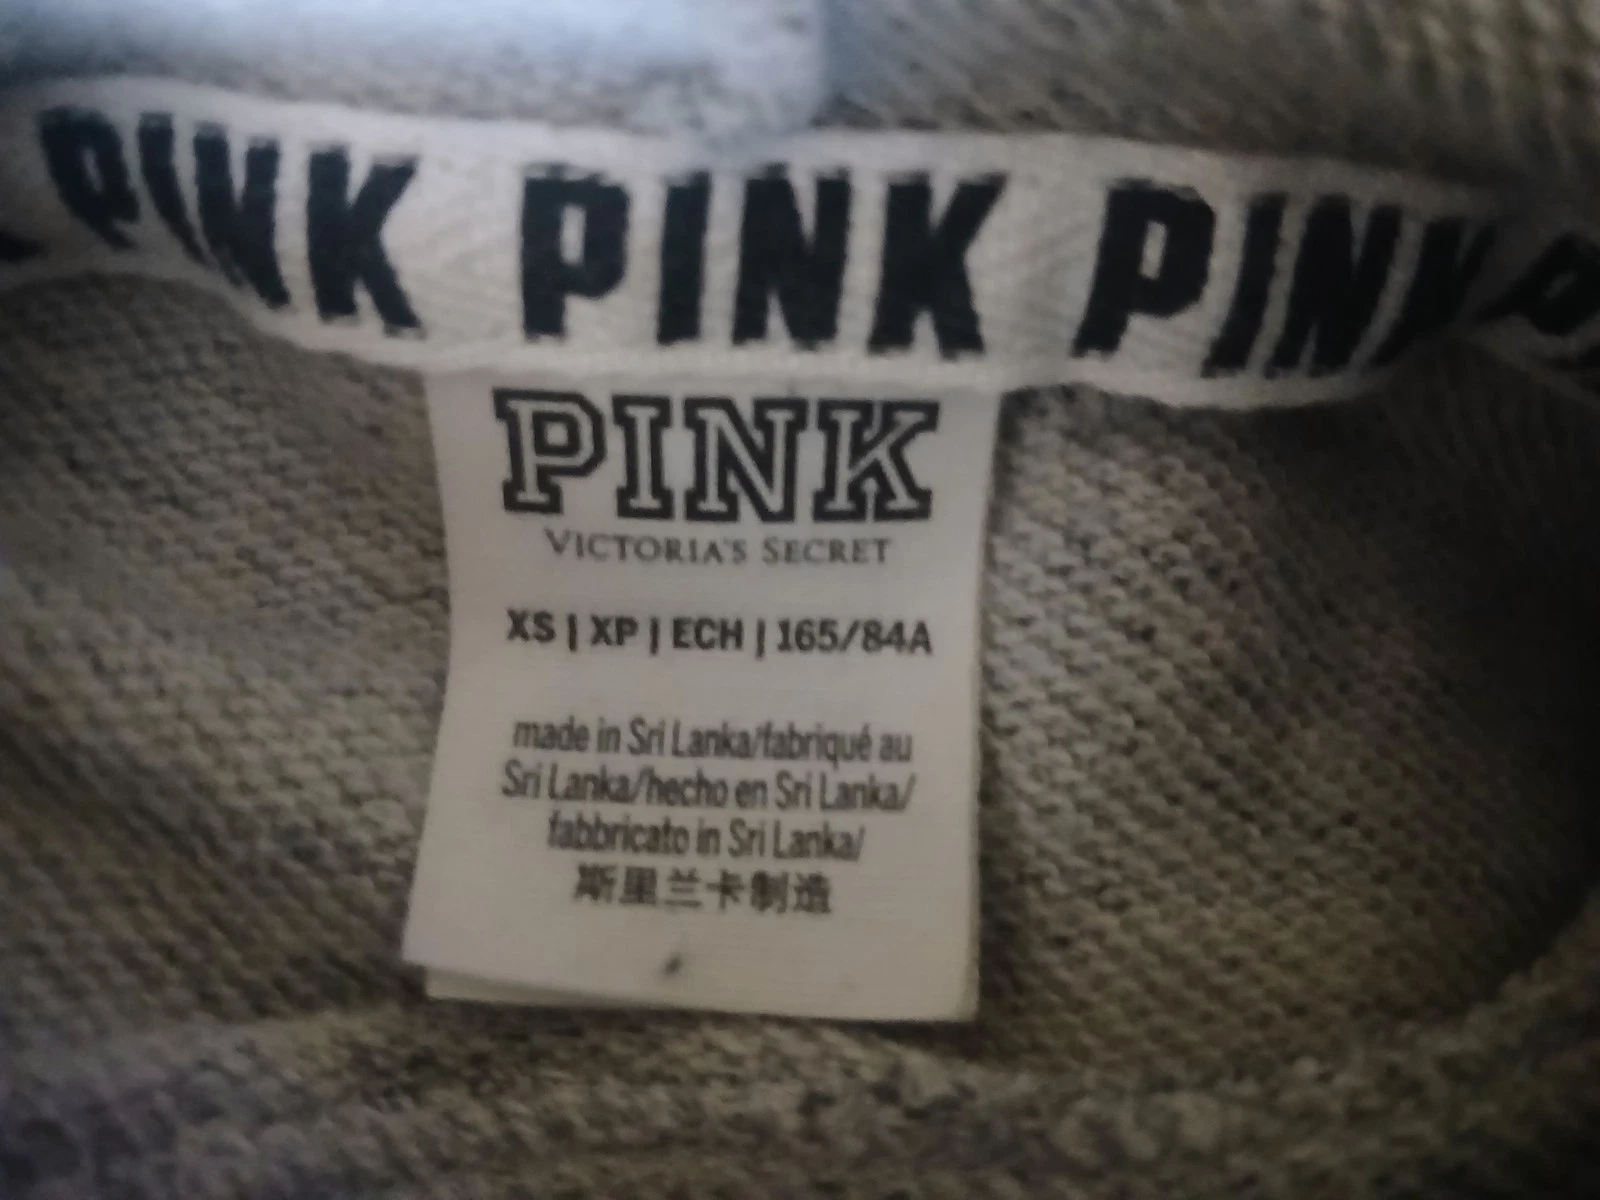 PINK PINK PINK P
PINK
VICTORIA'S SECRET
XS | XP | ECH | 165/84A
made in Sri Lanka/fabriqué au
Sri Lanka/hecho en Sri Lanka/
fabbricato in Sri Lanka/
斯里兰卡制造